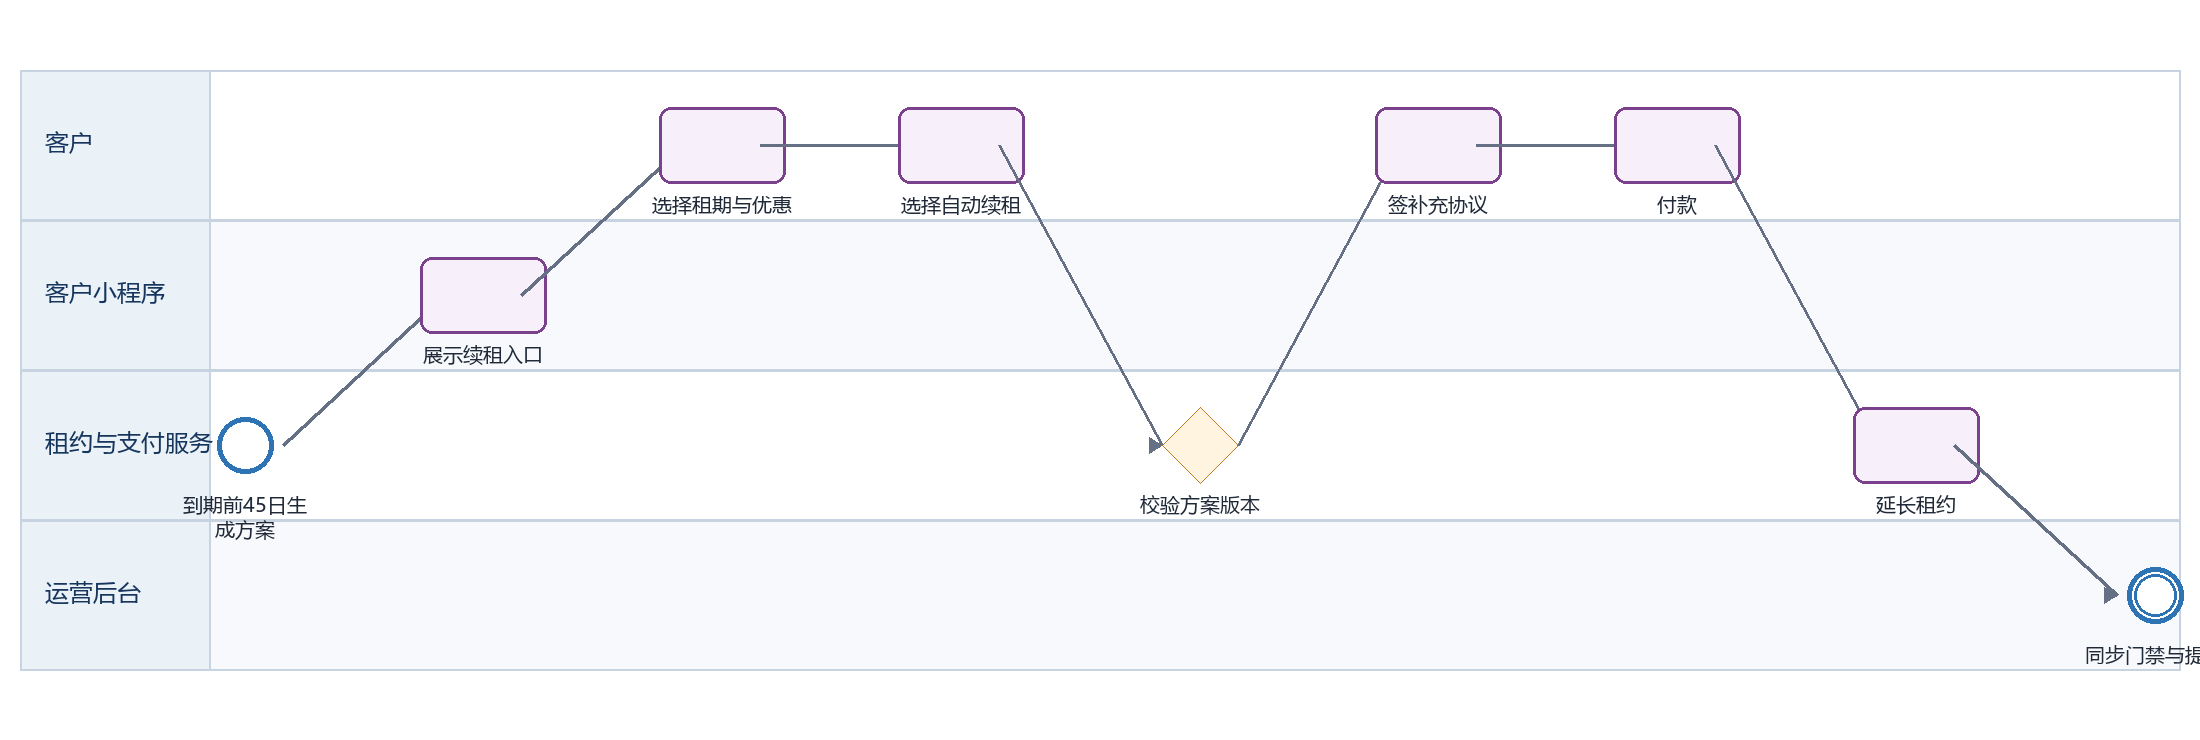 客户
选择租期与优惠
选择自动续租
签补充协议
付款
客户小程序
展示续租入口
租约与支付服务
到期前45日生
成方案
校验方案版本
延长租约
运营后台
同步门禁与提